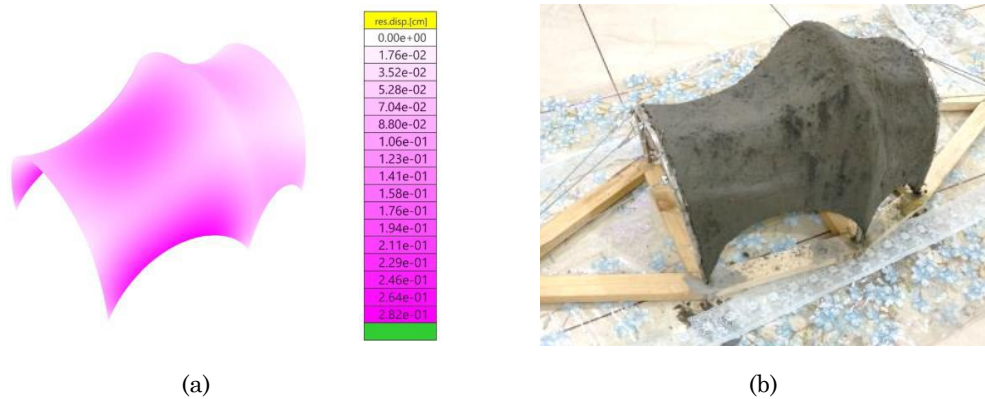 res.disp.[cm]
0.00e+00
1.76e-02
3.52e-02
5.28e-02
7.04e-02
8.80e-02
1.06e-01
1.23e-01
1.41e-01
1.58e-01
1.76e-01
1.94e-01
2.11e-01
2.29e-01
2.46e-01
2.64e-01
2.82e-01
(a)
(b)